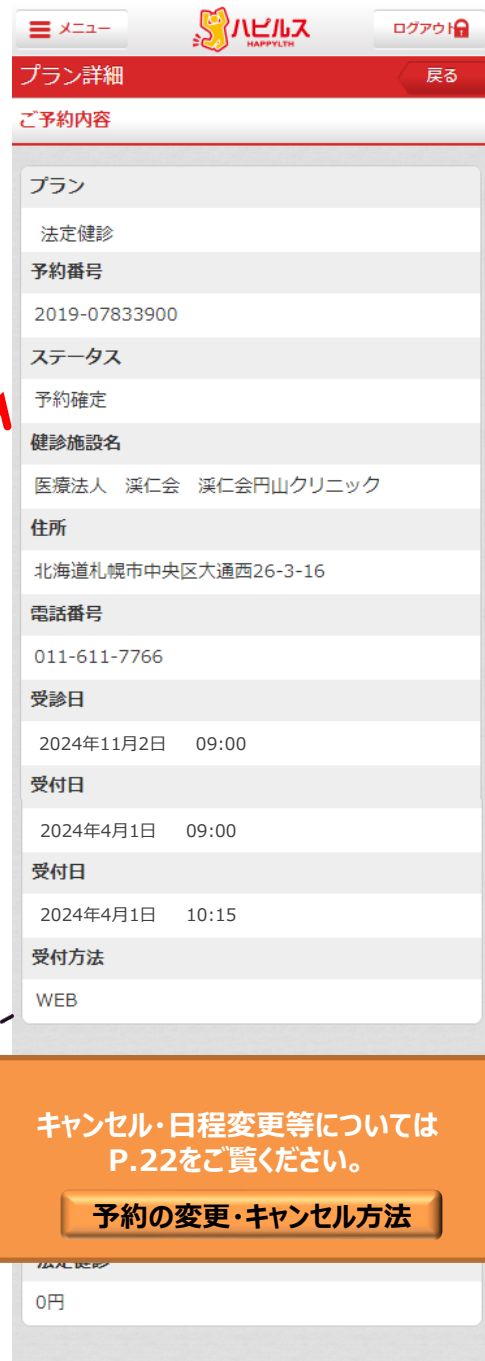 メニュー
ハピルス
HAPPYLTH
ログアウト
プラン詳細
戻る
ご予約内容
プラン
法定健診
予約番号
2019-07833900
ステータス
予約確定
健診施設名
医療法人　渓仁会　渓仁会円山クリニック
住所
北海道札幌市中央区大通西26-3-16
電話番号
011-611-7766
受診日
2024年11月2日　09:00
受付日
2024年4月1日　09:00
受付日
2024年4月1日　10:15
受付方法
WEB
キャンセル・日程変更等については
P.22をご覧ください。
予約の変更・キャンセル方法
法定健診
0円